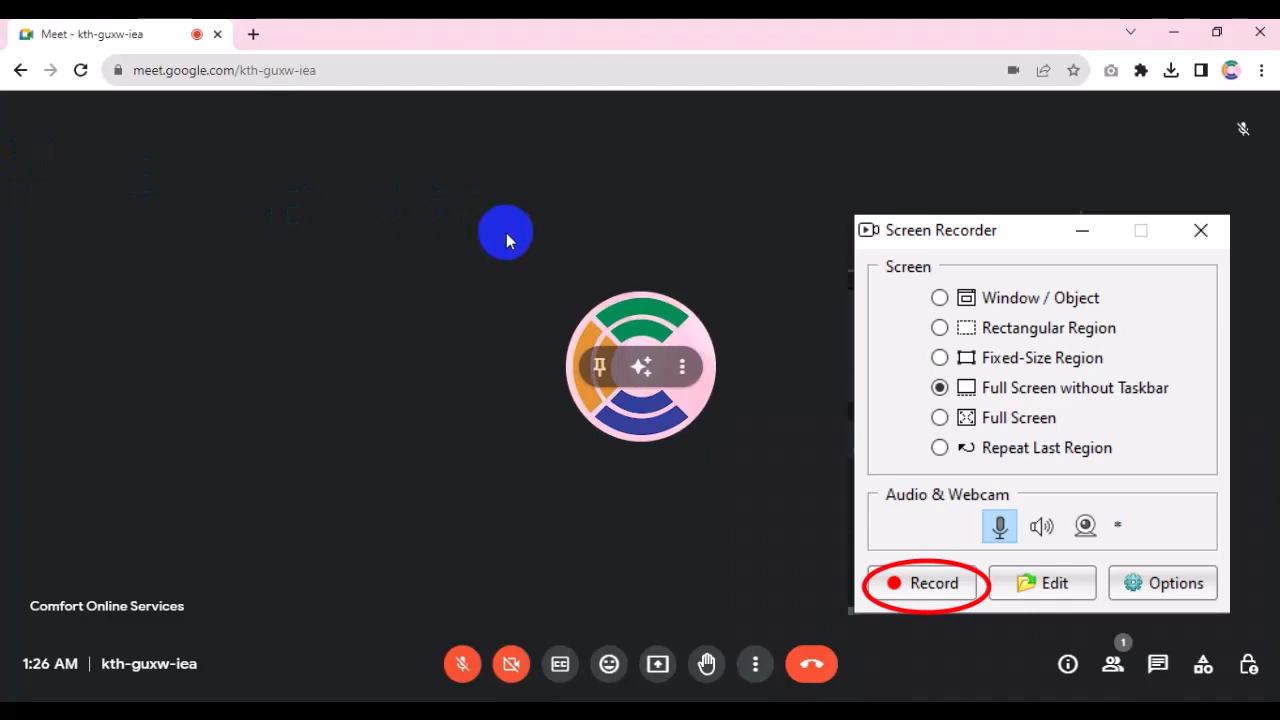 Meet - kth-guxw-iea
meet.google.com/kth-guxw-iea
Screen Recorder
Screen
Window / Object
Rectangular Region
Fixed-Size Region
Full Screen without Taskbar
Full Screen
Repeat Last Region
Audio & Webcam
*
Record
Edit
Options
Comfort Online Services
1:26 AM | kth-guxw-iea
CC
1